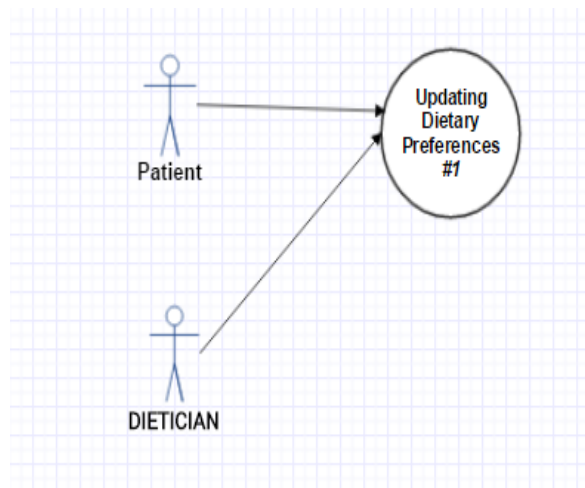 Updating
Dietary
Preferences
#1
Patient
DIETICIAN